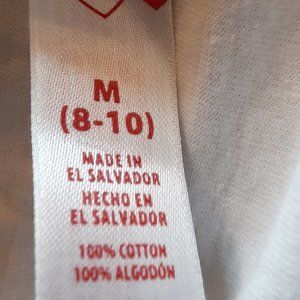 M
(8-10)
MADE IN
EL SALVADOR
HECHO EN
EL SALVADOR
100% COTTON
100% ALGODÓN